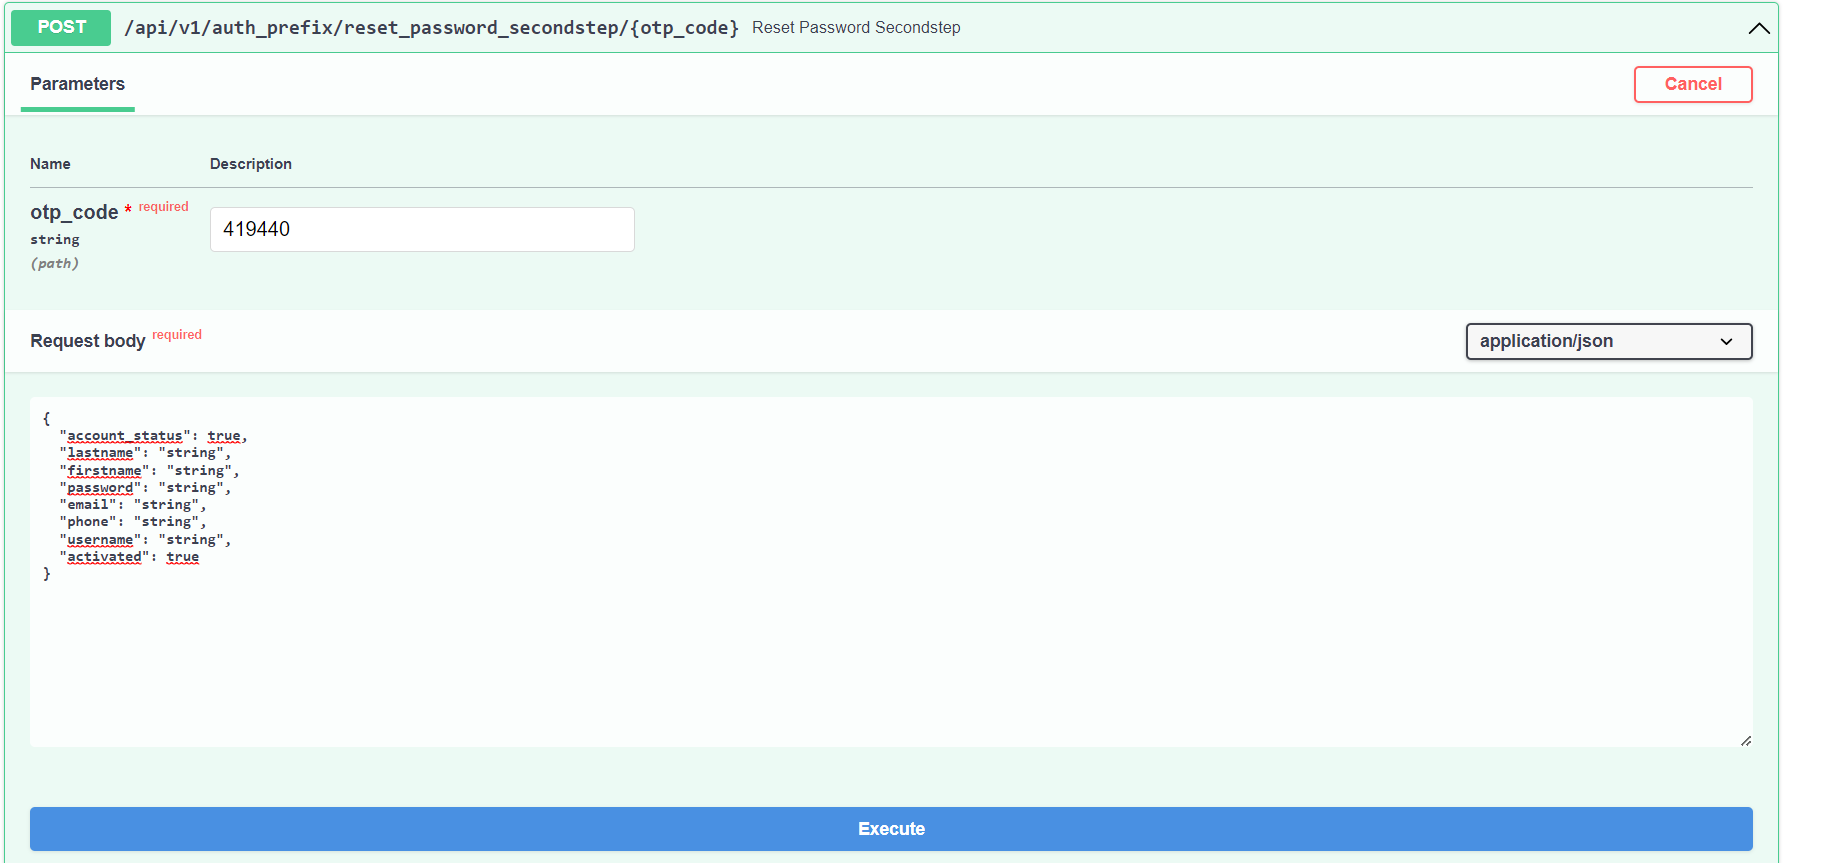 POST /api/v1/auth_prefix/reset_password_secondstep/{otp_code} Reset Password Secondstep
Parameters
Cancel
Name Description
otp_code * required
string
(path)
419440
Request body required
application/json
{
  "account_status": true,
  "lastname": "string",
  "firstname": "string",
  "password": "string",
  "email": "string",
  "phone": "string",
  "username": "string",
  "activated": true
}
Execute